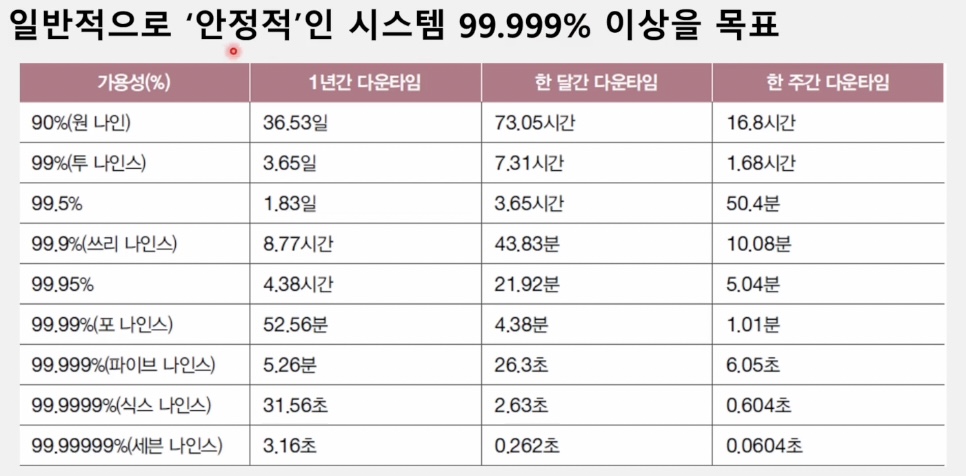 일반적으로 ‘안정적’인 시스템 99.999% 이상을 목표
가용성(%) 1년간 다운타임 한 달간 다운타임 한 주간 다운타임
90%(원 나인) 36.53일 73.05시간 16.8시간
99%(투 나인스) 3.65일 7.31시간 1.68시간
99.5% 1.83일 3.65시간 50.4분
99.9%(쓰리 나인스) 8.77시간 43.83분 10.08분
99.95% 4.38시간 21.92분 5.04분
99.99%(포 나인스) 52.56분 4.38분 1.01분
99.999%(파이브 나인스) 5.26분 26.3초 6.05초
99.9999%(식스 나인스) 31.56초 2.63초 0.604초
99.99999%(세븐 나인스) 3.16초 0.262초 0.0604초